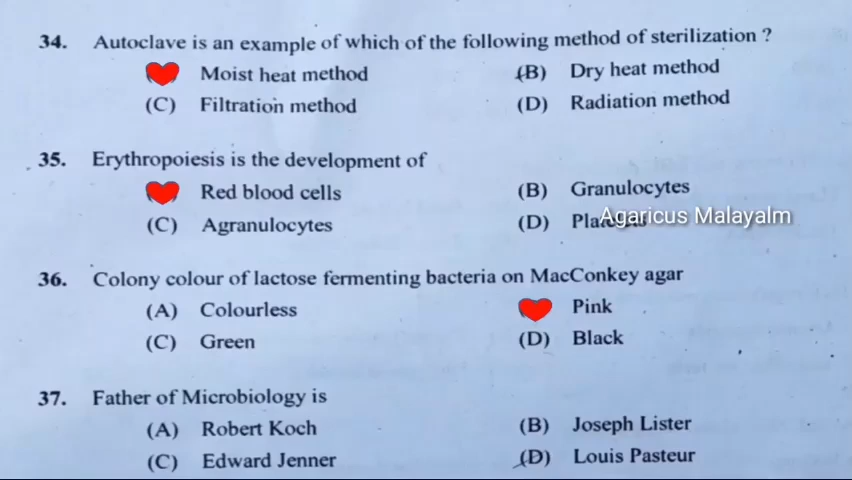 34. Autoclave is an example of which of the following method of sterilization ?
Moist heat method (B) Dry heat method
(C) Filtration method (D) Radiation method
35. Erythropoiesis is the development of
Red blood cells (B) Granulocytes
(C) Agranulocytes (D)
Agaricus Malayalm
36. Colony colour of lactose fermenting bacteria on MacConkey agar
(A) Colourless Pink
(C) Green (D) Black
37. Father of Microbiology is
(A) Robert Koch (B) Joseph Lister
(C) Edward Jenner (D) Louis Pasteur